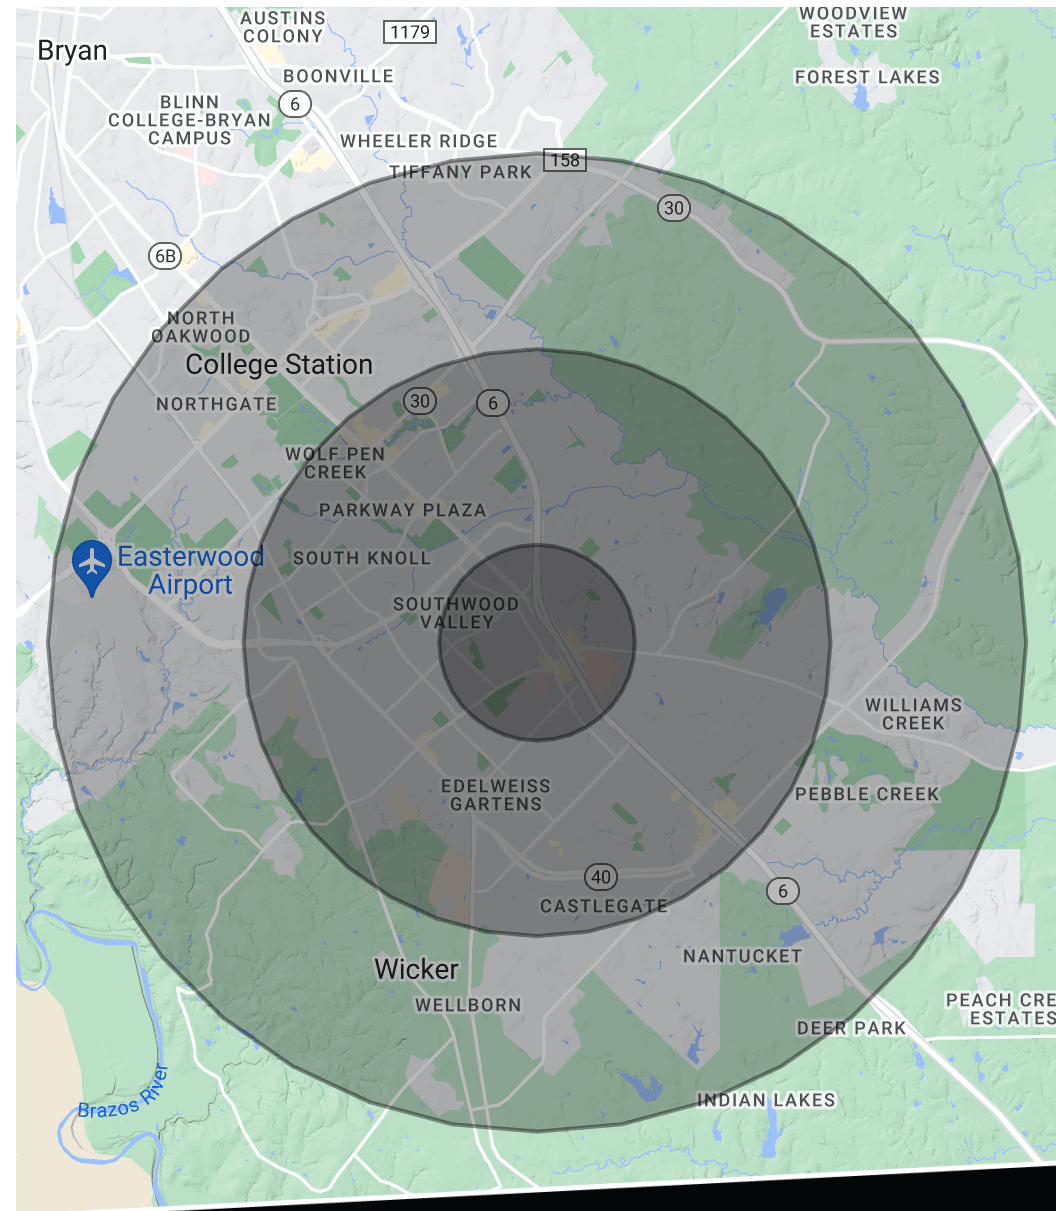 AUSTINS
COLONY
1179
WOODVIEW
ESTATES
Bryan
BOONVILLE
FOREST LAKES
6
BLINN
COLLEGE-BRYAN
CAMPUS
WHEELER RIDGE
158
TIFFANY PARK
30
6B
NORTH
OAKWOOD
College Station
NORTHGATE
30
6
WOLF PEN
CREEK
PARKWAY PLAZA
Easterwood
Airport
SOUTH KNOLL
SOUTHWOOD
VALLEY
WILLIAMS
CREEK
EDELWEISS
GARTENS
PEBBLE CREEK
40
6
CASTLEGATE
NANTUCKET
Wicker
WELLBORN
PEACH CRE
ESTATES
DEER PARK
Brazos River
INDIAN LAKES